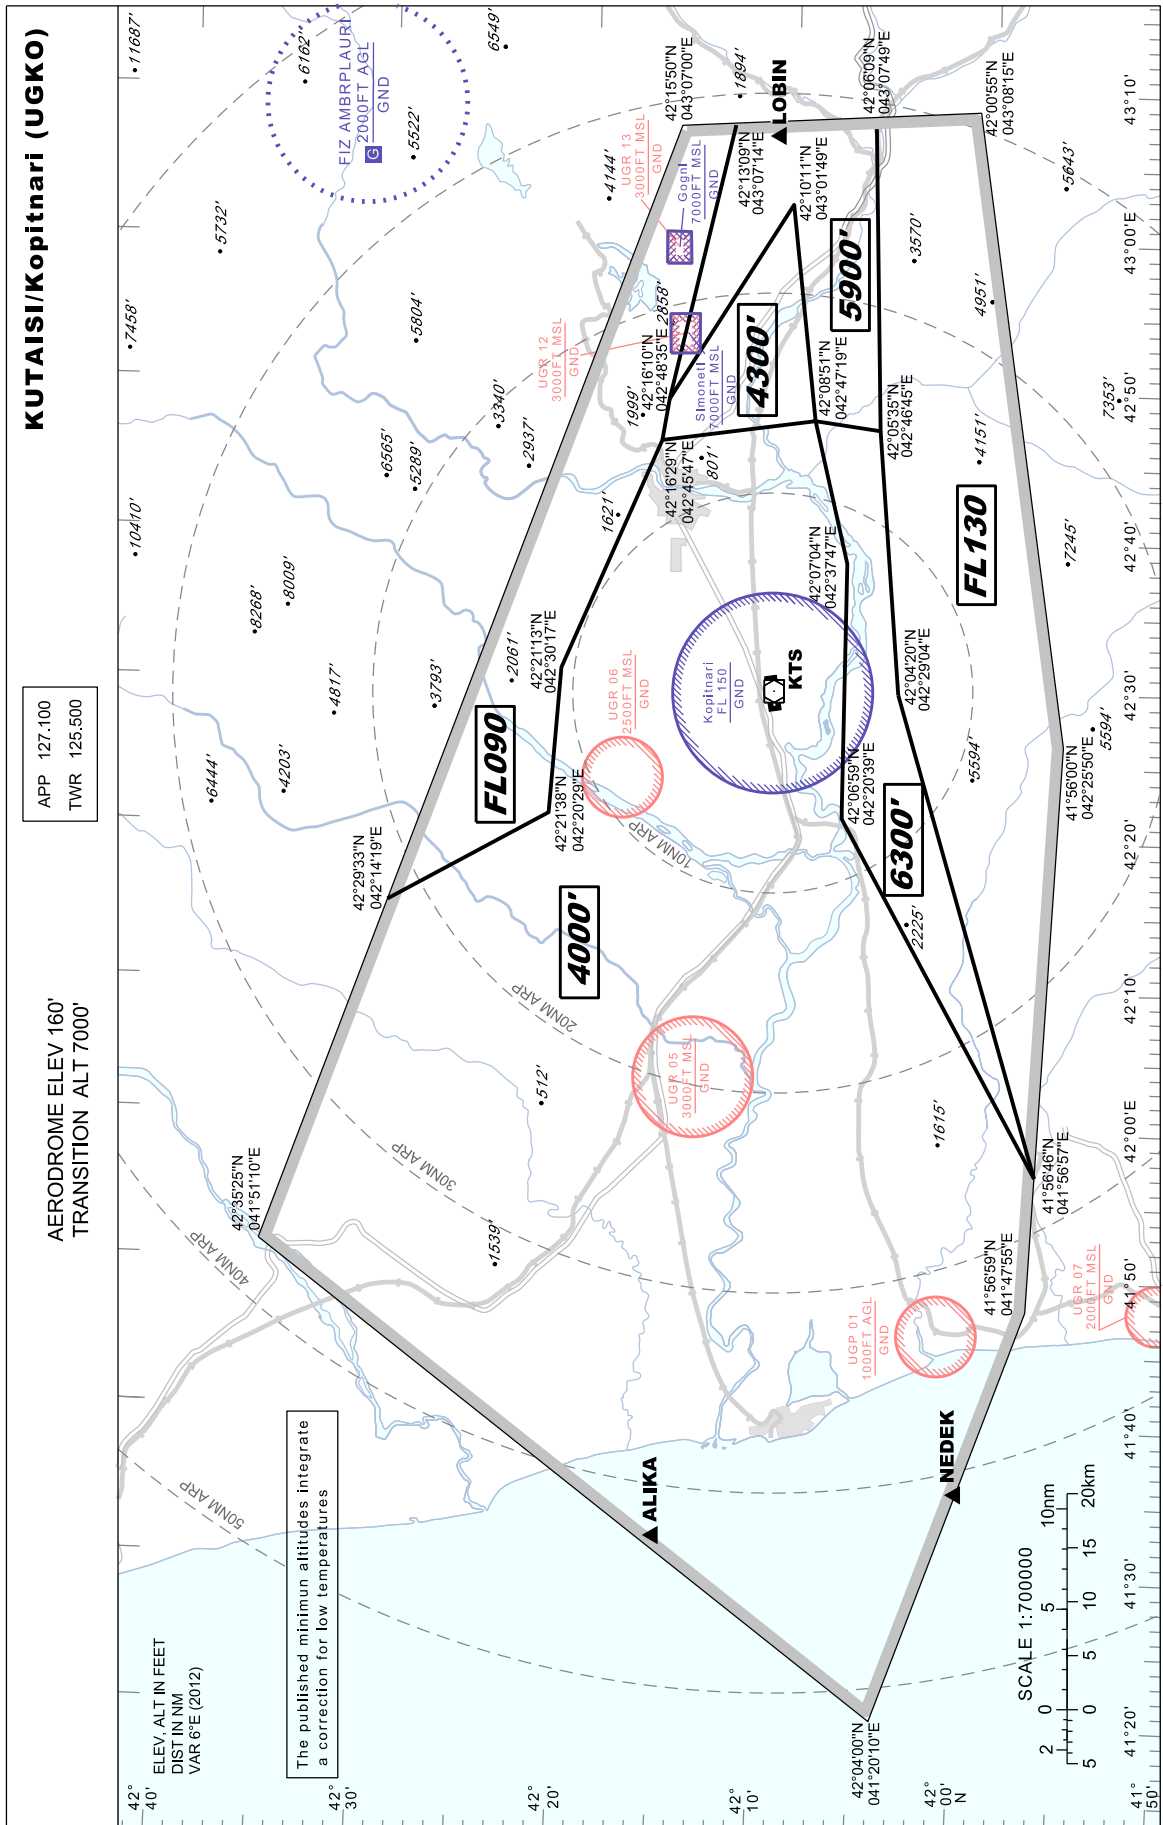 KUTAISI/Kopitnari (UGKO)
AERODROME ELEV 160'
TRANSITION ALT 7000'
APP 127.100
TWR 125.500
ELEV, ALT IN FEET
DIST IN NM
VAR 6°E (2012)
The published minimun altitudes integrate
a correction for low temperatures
42°
40'
42°
30'
42°
20'
42°
10'
42°
00'
N
41°
50'
41°20'
41°30'
41°40'
41°50'
42°00'E
42°10'
42°20'
42°30'
42°40'
42°50'
43°00'E
43°10'
50NM ARP
40NM ARP
30NM ARP
20NM ARP
10NM ARP
11687'
6162'
6549'
FIZ AMBRPLAURI
2000FT AGL
G
GND
5522'
5732'
7458'
5804'
4144'
1894'
10410'
6565'
5289'
3340'
2937'
1999'
2858'
8268'
8009'
1621'
801'
4817'
3793'
2061'
6444'
4203'
512'
1539'
1615'
2225'
5594'
5594'
7245'
4151'
7353'
4951'
3570'
5643'
42°35'25"N
041°51'10"E
42°29'33"N
042°14'19"E
42°21'38"N
042°20'29"E
42°21'13"N
042°30'17"E
42°16'29"N
042°45'47"E
42°16'10"N
042°48'35"E
42°15'50"N
043°07'00"E
42°13'09"N
043°07'14"E
42°10'11"N
043°01'49"E
42°06'09"N
043°07'49"E
42°00'55"N
043°08'15"E
42°08'51"N
042°47'19"E
42°05'35"N
042°46'45"E
42°07'04"N
042°37'47"E
42°04'20"N
042°29'04"E
42°06'59"N
042°20'39"E
41°56'00"N
042°25'50"E
41°56'46"N
041°56'57"E
41°56'59"N
041°47'55"E
42°04'00"N
041°20'10"E
FL090
4000'
4300'
5900'
6300'
FL130
UGR 13
3000FT MSL
GND
GognI
7000FT MSL
GND
UGR 12
3000FT MSL
GND
SImonetI
7000FT MSL
GND
UGR 06
2500FT MSL
GND
Kopitnari
FL 150
GND
UGR 05
3000FT MSL
GND
UGP 01
1000FT AGL
GND
UGR 07
2000FT MSL
GND
LOBIN
KTS
ALIKA
NEDEK
SCALE 1:700000
2
0
5
10nm
5
0
5
10
15
20km